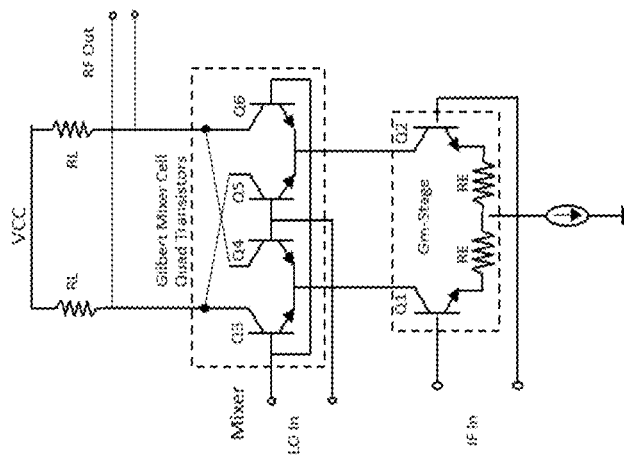 VCC
RL
RL
RF Out
Gilbert Mixer Cell
Quad Transistors
Q3
Q4
Q5
Q6
Mixer
LO In
Gm-Stage
Q1
Q2
RE
RE
IF In